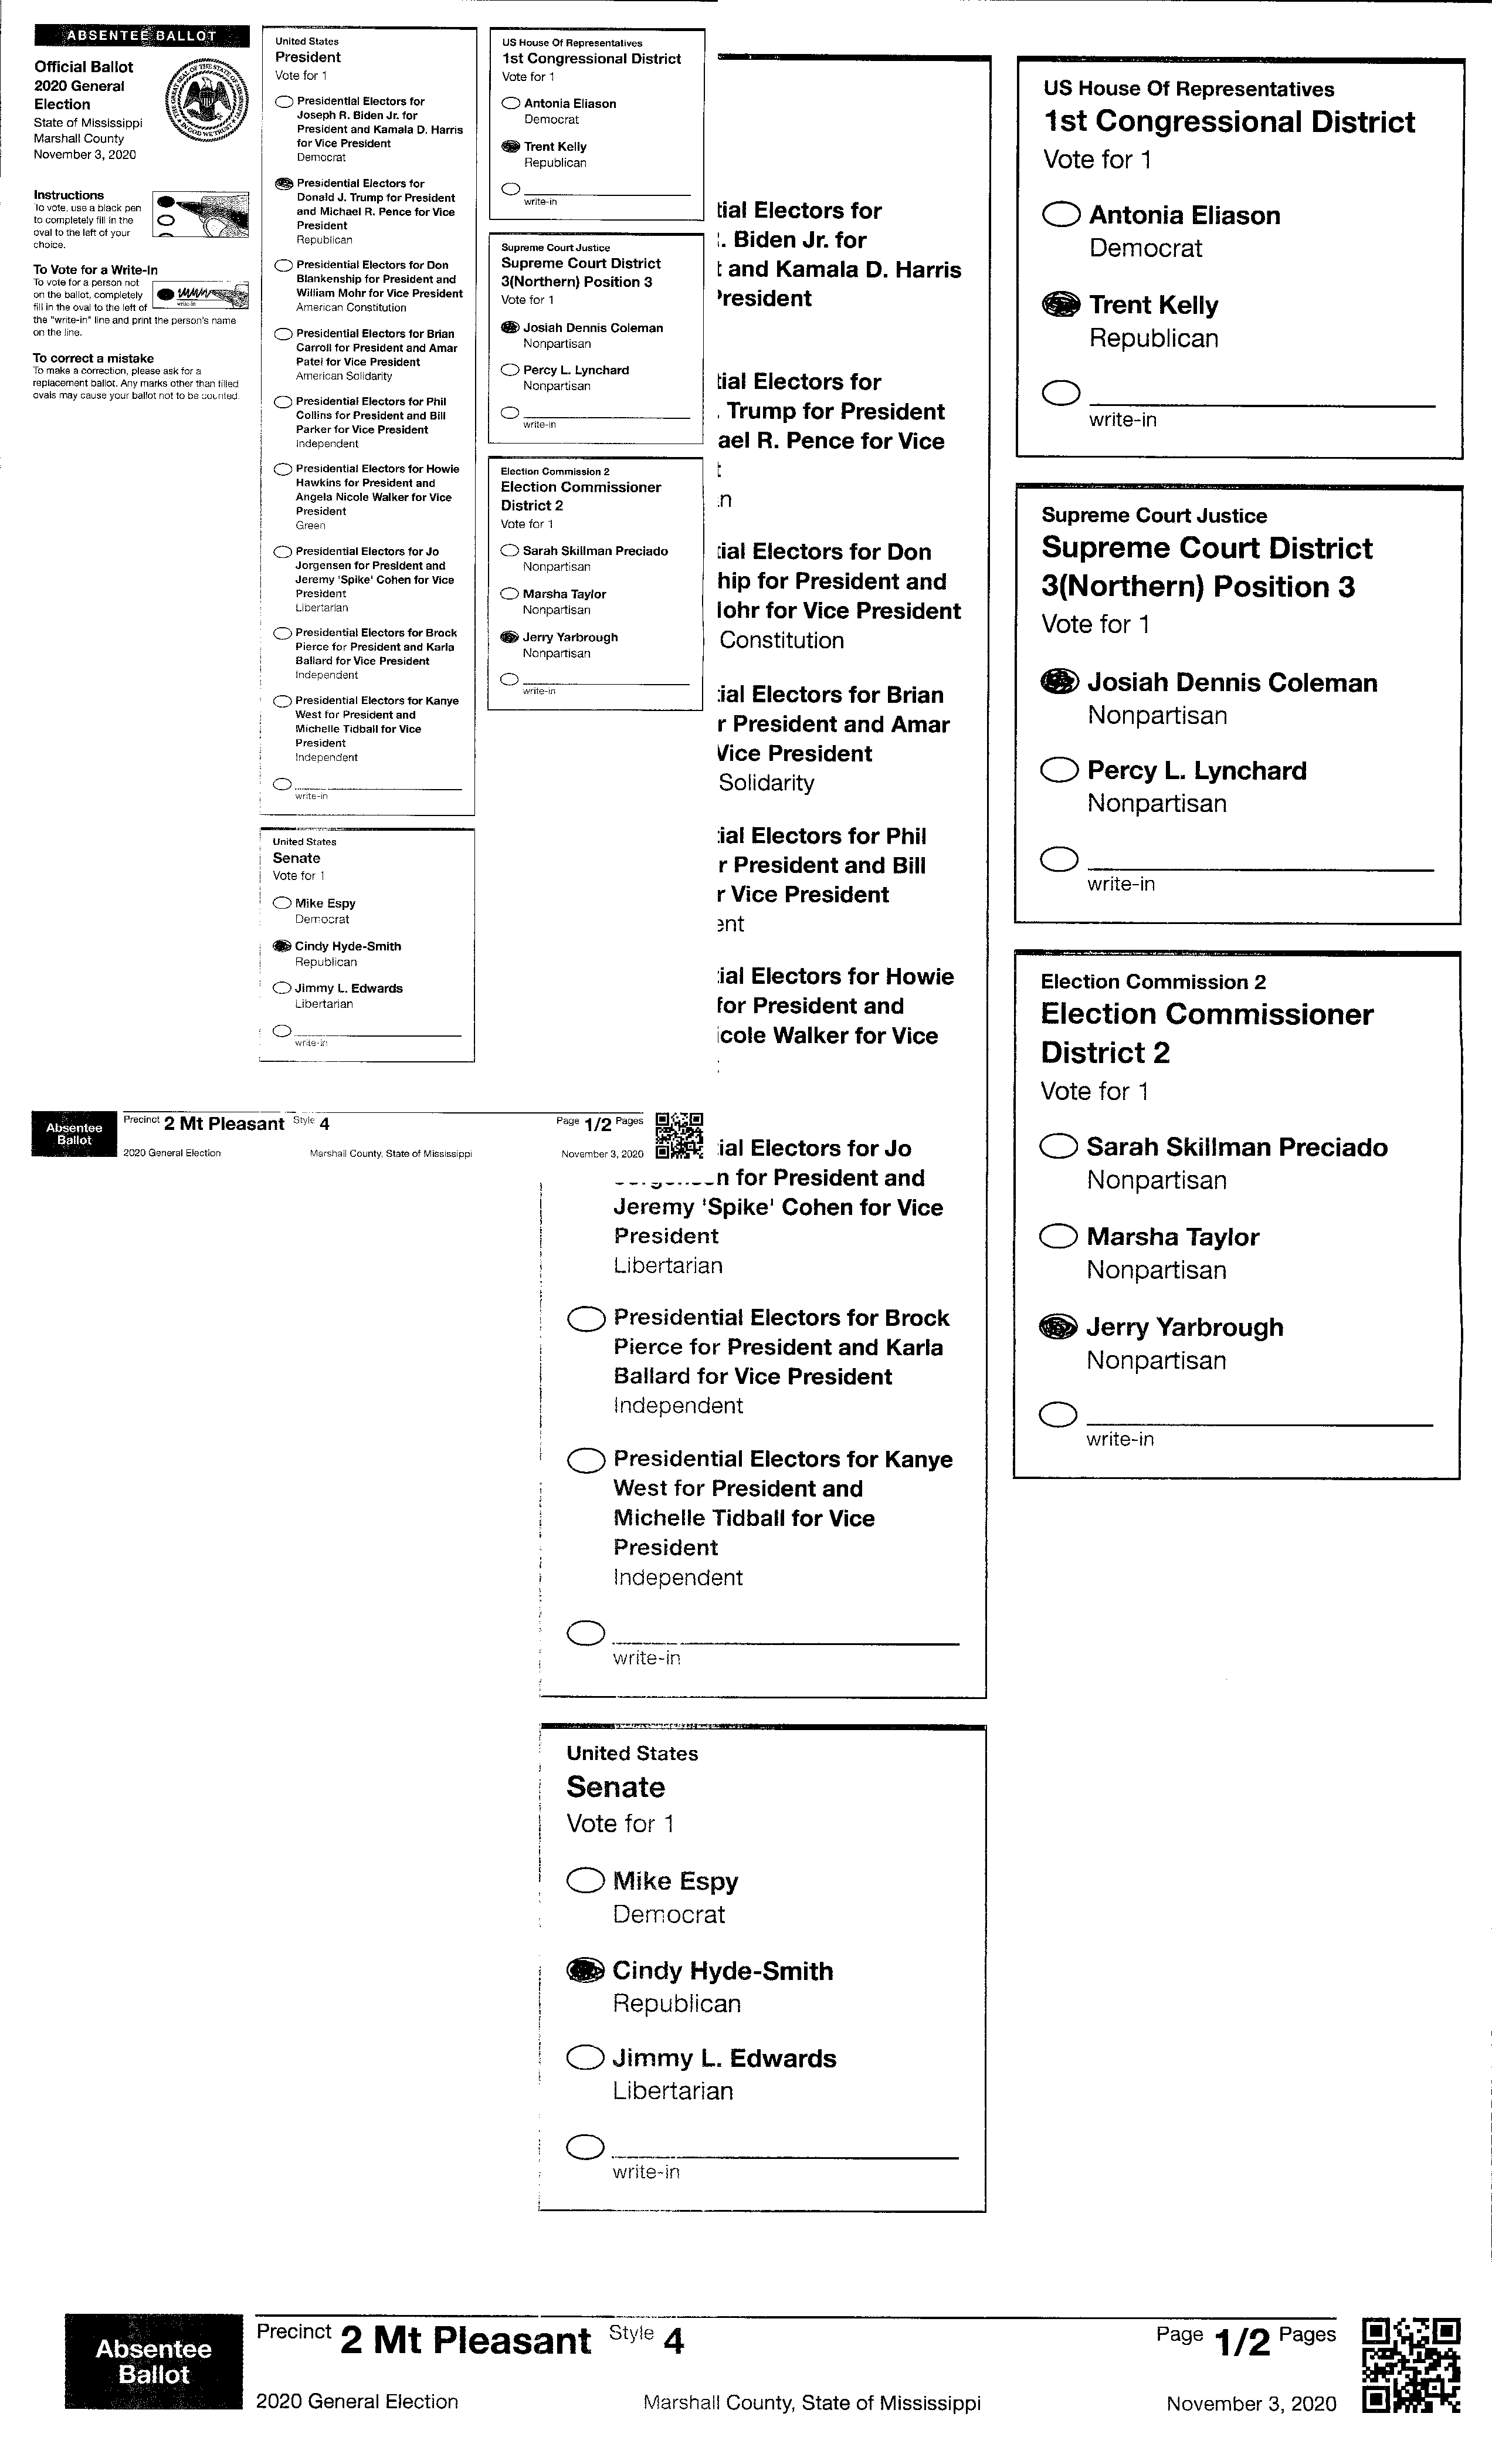 ABSENTEE BALLOT
Official Ballot
2020 General
Election
State of Mississippi
Marshall County
November 3, 2020
Instructions
To vote, use a black pen
to completely fill in the
oval to the left of your
choice.
To Vote for a Write-In
To vote for a person not
on the ballot, completely
fill in the oval to the left of
the "write-in" line and print the person's name
on the line.
To correct a mistake
To make a correction, please ask for a
replacement ballot. Any marks other than filled
ovals may cause your ballot not to be counted.
United States
President
Vote for 1
Presidential Electors for
Joseph R. Biden Jr. for
President and Kamala D. Harris
for Vice President
Democrat
Presidential Electors for
Donald J. Trump for President
and Michael R. Pence for Vice
President
Republican
Presidential Electors for Don
Blankenship for President and
William Mohr for Vice President
American Constitution
Presidential Electors for Brian
Carroll for President and Amar
Patel for Vice President
American Solidarity
Presidential Electors for Phil
Collins for President and Bill
Parker for Vice President
Independent
Presidential Electors for Howie
Hawkins for President and
Angela Nicole Walker for Vice
President
Green
Presidential Electors for Jo
Jorgensen for President and
Jeremy 'Spike' Cohen for Vice
President
Libertarian
Presidential Electors for Brock
Pierce for President and Karla
Ballard for Vice President
Independent
Presidential Electors for Kanye
West for President and
Michelle Tidball for Vice
President
Independent
write-in
United States
Senate
Vote for 1
Mike Espy
Democrat
Cindy Hyde-Smith
Republican
Jimmy L. Edwards
Libertarian
write-in
US House Of Representatives
1st Congressional District
Vote for 1
Antonia Eliason
Democrat
Trent Kelly
Republican
write-in
Supreme Court Justice
Supreme Court District
3(Northern) Position 3
Vote for 1
Josiah Dennis Coleman
Nonpartisan
Percy L. Lynchard
Nonpartisan
write-in
Election Commission 2
Election Commissioner
District 2
Vote for 1
Sarah Skillman Preciado
Nonpartisan
Marsha Taylor
Nonpartisan
Jerry Yarbrough
Nonpartisan
write-in
Absentee
Ballot
Precinct 2 Mt Pleasant Style 4
Page 1/2 Pages
2020 General Election
Marshall County, State of Mississippi
November 3, 2020
tial Electors for
. Biden Jr. for
t and Kamala D. Harris
President
tial Electors for
. Trump for President
ael R. Pence for Vice
n
ial Electors for Don
hip for President and
lohr for Vice President
Constitution
ial Electors for Brian
r President and Amar
Vice President
Solidarity
ial Electors for Phil
r President and Bill
r Vice President
ent
ial Electors for Howie
for President and
icole Walker for Vice
ial Electors for Jo
n for President and
Jeremy 'Spike' Cohen for Vice
President
Libertarian
Presidential Electors for Brock
Pierce for President and Karla
Ballard for Vice President
Independent
Presidential Electors for Kanye
West for President and
Michelle Tidball for Vice
President
Independent
write-in
United States
Senate
Vote for 1
Mike Espy
Democrat
Cindy Hyde-Smith
Republican
Jimmy L. Edwards
Libertarian
write-in
US House Of Representatives
1st Congressional District
Vote for 1
Antonia Eliason
Democrat
Trent Kelly
Republican
write-in
Supreme Court Justice
Supreme Court District
3(Northern) Position 3
Vote for 1
Josiah Dennis Coleman
Nonpartisan
Percy L. Lynchard
Nonpartisan
write-in
Election Commission 2
Election Commissioner
District 2
Vote for 1
Sarah Skillman Preciado
Nonpartisan
Marsha Taylor
Nonpartisan
Jerry Yarbrough
Nonpartisan
write-in
Absentee
Ballot
Precinct 2 Mt Pleasant Style 4
Page 1/2 Pages
2020 General Election
Marshall County, State of Mississippi
November 3, 2020